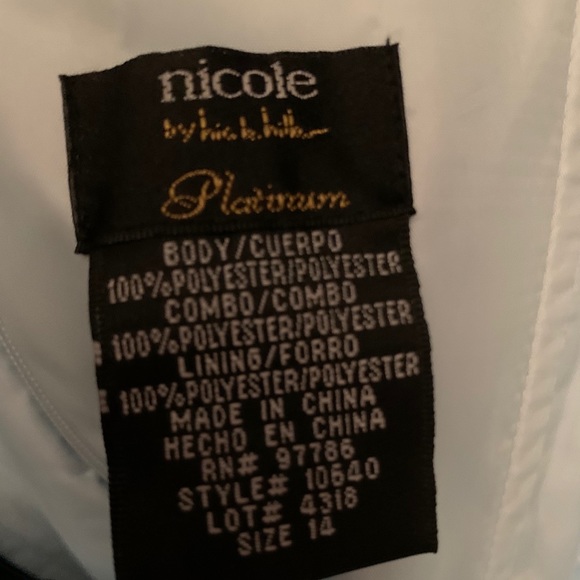 nicole
Platinum
BODY/CUERPO
100%POLYESTER/POLYESTER
COMBO/COMBO
100%POLYESTER/POLYESTER
LINING/FORRO
100%POLYESTER/POLYESTER
MADE IN CHINA
HECHO EN CHINA
RN# 97786
STYLE# 10640
LOT# 4318
SIZE 14